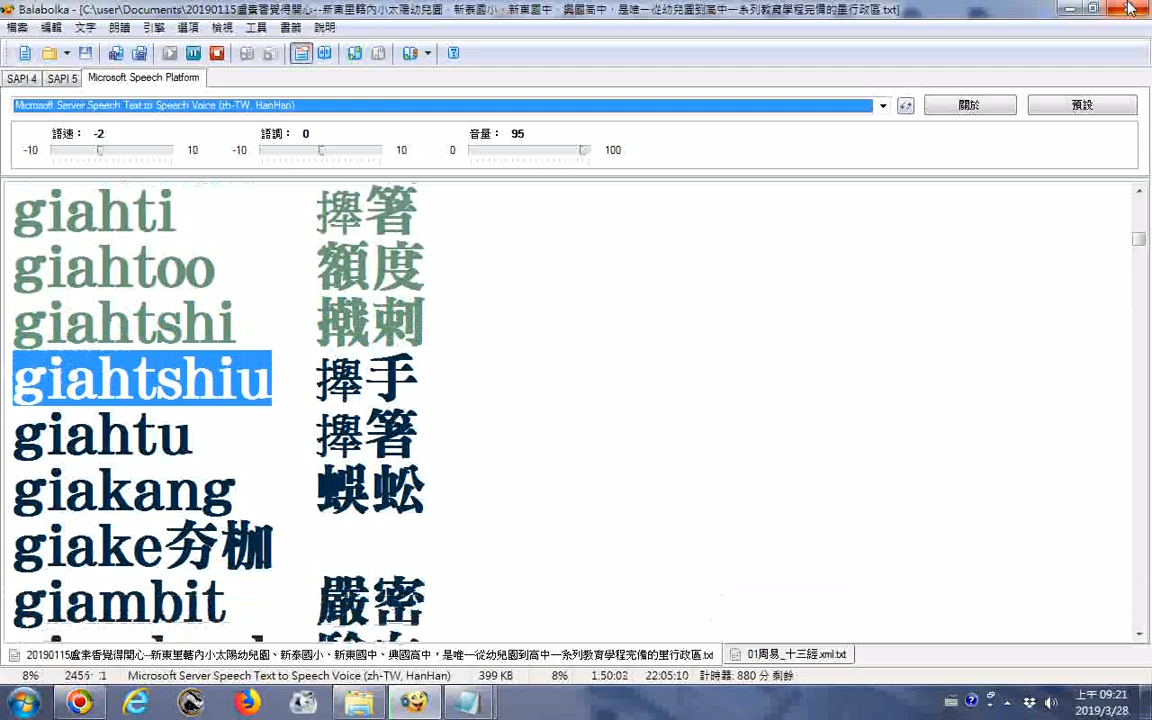 Balabolka - [C:\user\Documents\20190115盧素香覺得開心--新東里轄內小太陽幼兒園、新泰國小、新東國中、興國高中，是唯一從幼兒園到高中一系列教育學程完備的里行政區.txt]
檔案 編輯 文字 朗讀 引擎 選項 檢視 工具 書籤 說明
SAPI 4 SAPI 5 Microsoft Speech Platform
Microsoft Server Speech Text to Speech Voice (zh-TW, HanHan) 關於 預設
語速： -2 語調： 0 音量： 95
-10 10 -10 10 0 100
giahti 攑箸
giahtoo 額度
giahtshi 撠刺
giahtshiu 攑手
giahtu 攑箸
giakang 蜈蚣
giake夯枷
giambit 嚴密
20190115盧素香覺得開心--新東里轄內小太陽幼兒園、新泰國小、新東國中、興國高中，是唯一從幼兒園到高中一系列教育學程完備的里行政區.txt 01周易_十三經.xml.txt
8% 2455: 1 Microsoft Server Speech Text to Speech Voice (zh-TW, HanHan) 399 KB 8% 1:50:02 22:05:10 計時器: 880 分 剩餘
上午 09:21
2019/3/28